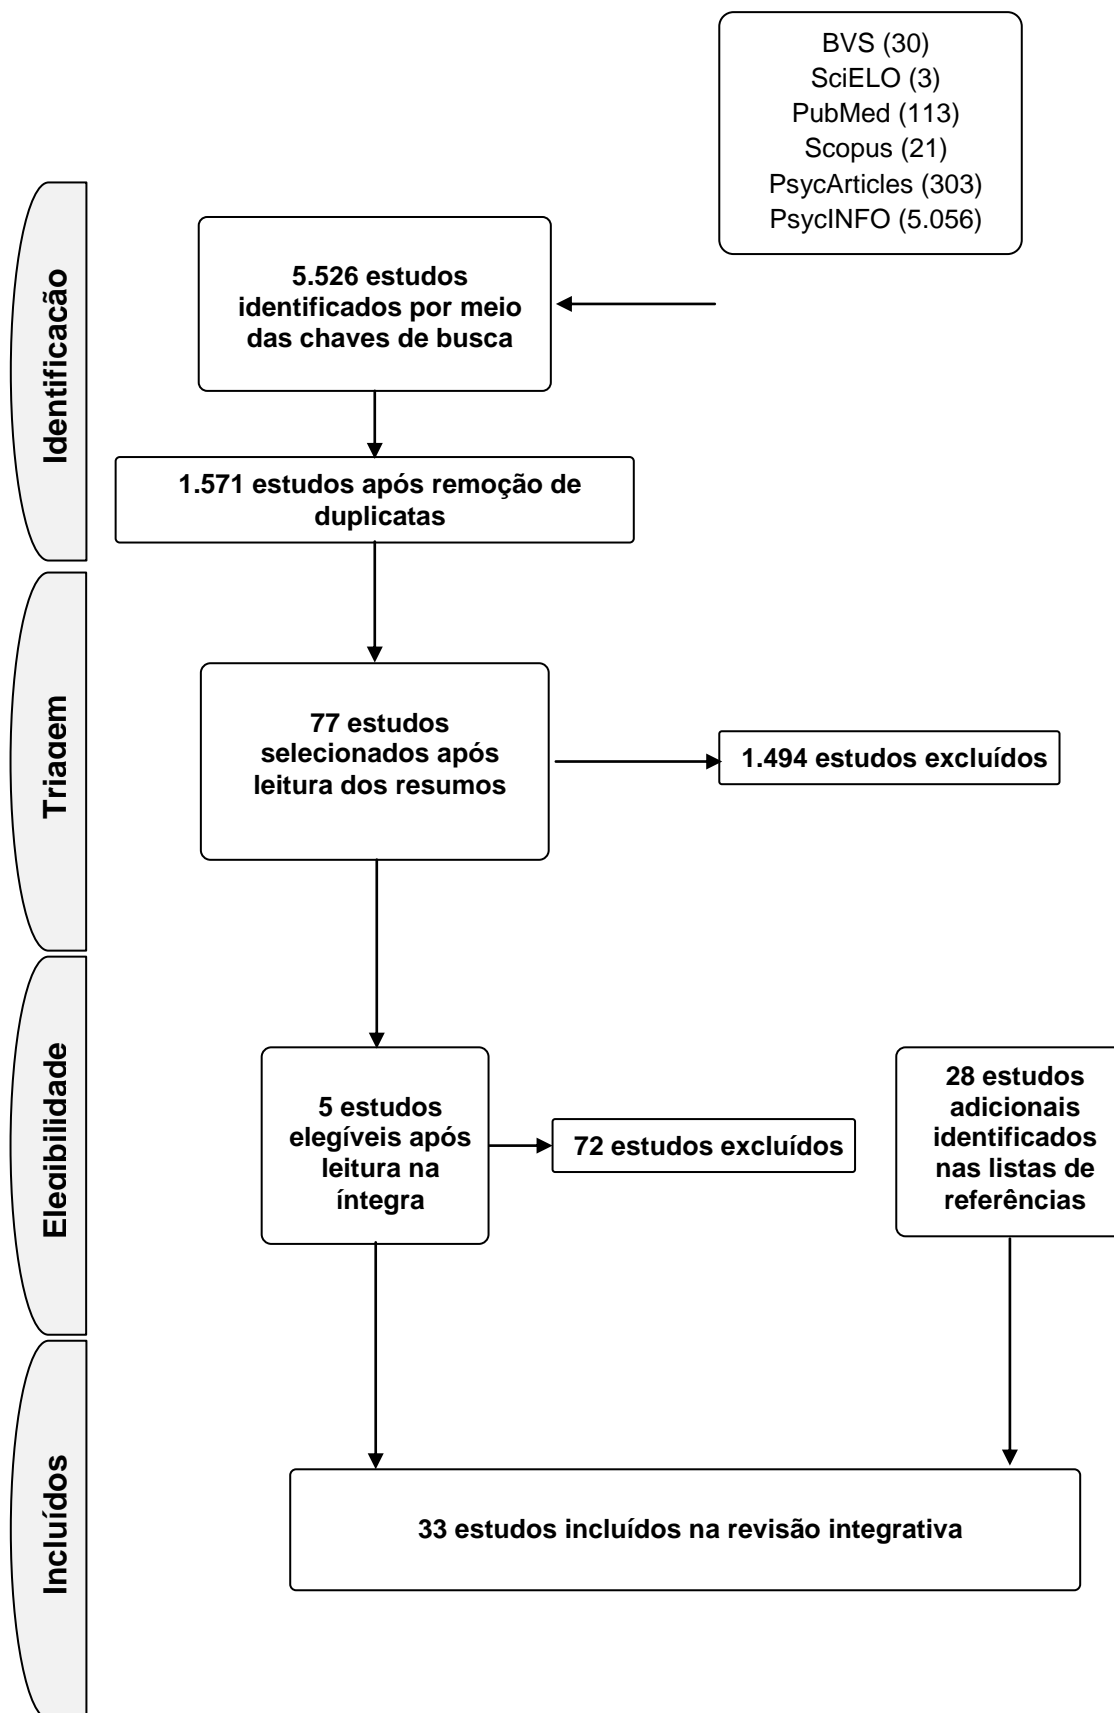 BVS (30)
SciELO (3)
PubMed (113)
Scopus (21)
PsycArticles (303)
PsycINFO (5.056)
Identificação
5.526 estudos
identificados por meio
das chaves de busca
1.571 estudos após remoção de
duplicatas
Triagem
77 estudos
selecionados após
leitura dos resumos
1.494 estudos excluídos
Elegibilidade
5 estudos
elegíveis após
leitura na
íntegra
72 estudos excluídos
28 estudos
adicionais
identificados
nas listas de
referências
Incluídos
33 estudos incluídos na revisão integrativa